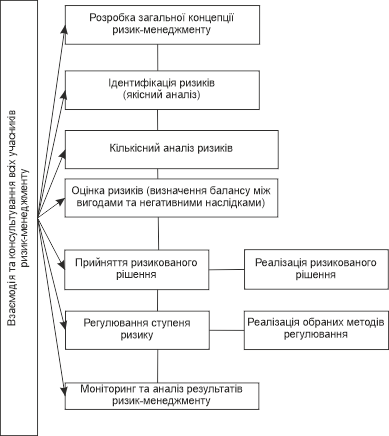 Взаємодія та консультування всіх учасників
ризик-менеджменту
Розробка загальної концепції
ризик-менеджменту
Ідентифікація ризиків
(якісний аналіз)
Кількісний аналіз ризиків
Оцінка ризиків (визначення балансу між
вигодами та негативними наслідками)
Прийняття ризикованого
рішення
Реалізація ризикованого
рішення
Регулювання ступеня
ризику
Реалізація обраних методів
регулювання
Моніторинг та аналіз результатів
ризик-менеджменту